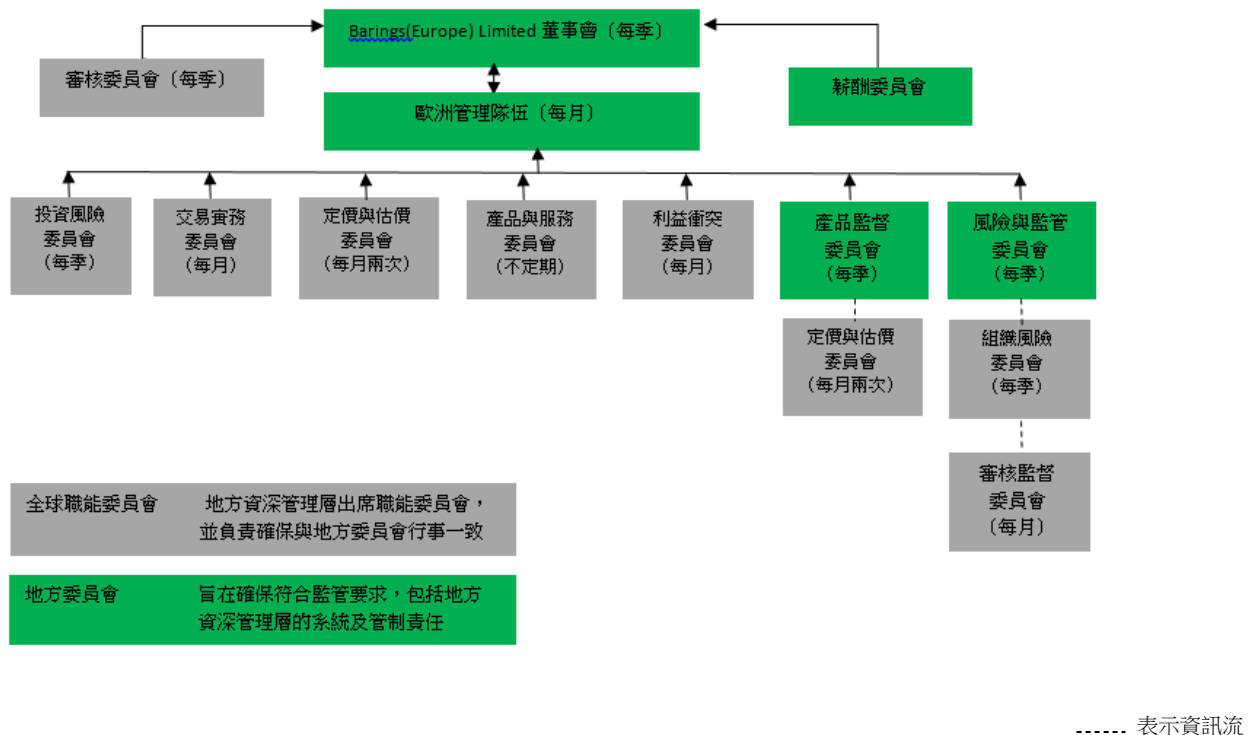 Barings(Europe) Limited 董事會（每季）
審核委員會（每季）
薪酬委員會
歐洲管理隊伍（每月）
投資風險
委員會
(每季)
交易實務
委員會
(每月)
定價與估價
委員會
(每月兩次)
產品與服務
委員會
(不定期)
利益衝突
委員會
(每月)
產品監督
委員會
(每季)
風險與監管
委員會
(每季)
定價與估價
委員會
(每月兩次)
組織風險
委員會
(每季)
審核監督
委員會
(每月)
全球職能委員會 地方資深管理層出席職能委員會，
並負責確保與地方委員會行事一致
地方委員會 旨在確保符合監管要求，包括地方
資深管理層的系統及管制責任
...... 表示資訊流